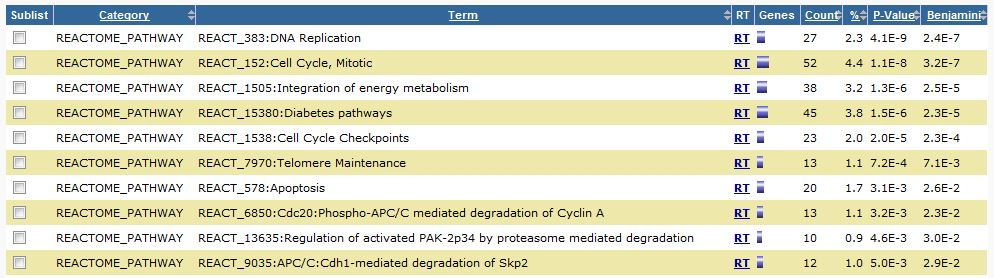 Sublist Category Term RT Genes Count % P-Value Benjamini
REACTOME_PATHWAY REACT_383:DNA Replication RT 27 2.3 4.1E-9 2.4E-7
REACTOME_PATHWAY REACT_152:Cell Cycle, Mitotic RT 52 4.4 1.1E-8 3.2E-7
REACTOME_PATHWAY REACT_1505:Integration of energy metabolism RT 38 3.2 1.3E-6 2.5E-5
REACTOME_PATHWAY REACT_15380:Diabetes pathways RT 45 3.8 1.5E-6 2.3E-5
REACTOME_PATHWAY REACT_1538:Cell Cycle Checkpoints RT 23 2.0 2.0E-5 2.3E-4
REACTOME_PATHWAY REACT_7970:Telomere Maintenance RT 13 1.1 7.2E-4 7.1E-3
REACTOME_PATHWAY REACT_578:Apoptosis RT 20 1.7 3.1E-3 2.6E-2
REACTOME_PATHWAY REACT_6850:Cdc20:Phospho-APC/C mediated degradation of Cyclin A RT 13 1.1 3.2E-3 2.3E-2
REACTOME_PATHWAY REACT_13635:Regulation of activated PAK-2p34 by proteasome mediated degradation RT 10 0.9 4.6E-3 3.0E-2
REACTOME_PATHWAY REACT_9035:APC/C:Cdh1-mediated degradation of Skp2 RT 12 1.0 5.0E-3 2.9E-2